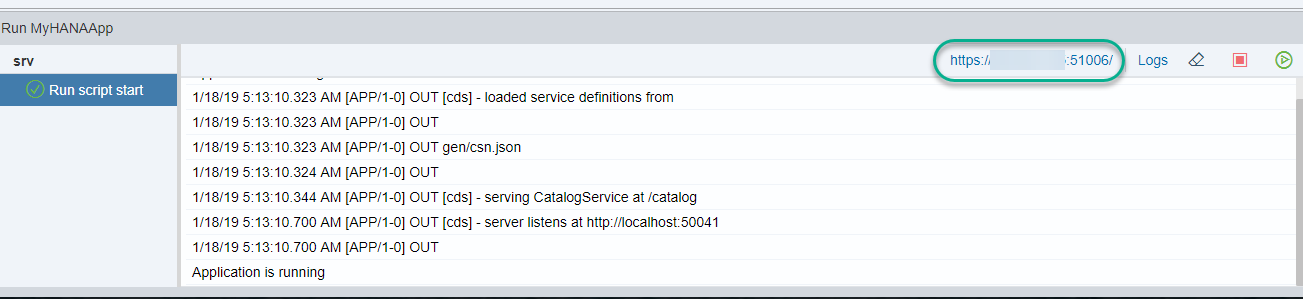 Run MyHANAApp
srv
https:// :51006/
Logs
Run script start
1/18/19 5:13:10.323 AM [APP/1-0] OUT [cds] - loaded service definitions from
1/18/19 5:13:10.323 AM [APP/1-0] OUT
1/18/19 5:13:10.323 AM [APP/1-0] OUT gen/csn.json
1/18/19 5:13:10.324 AM [APP/1-0] OUT
1/18/19 5:13:10.344 AM [APP/1-0] OUT [cds] - serving CatalogService at /catalog
1/18/19 5:13:10.700 AM [APP/1-0] OUT [cds] - server listens at http://localhost:50041
1/18/19 5:13:10.700 AM [APP/1-0] OUT
Application is running